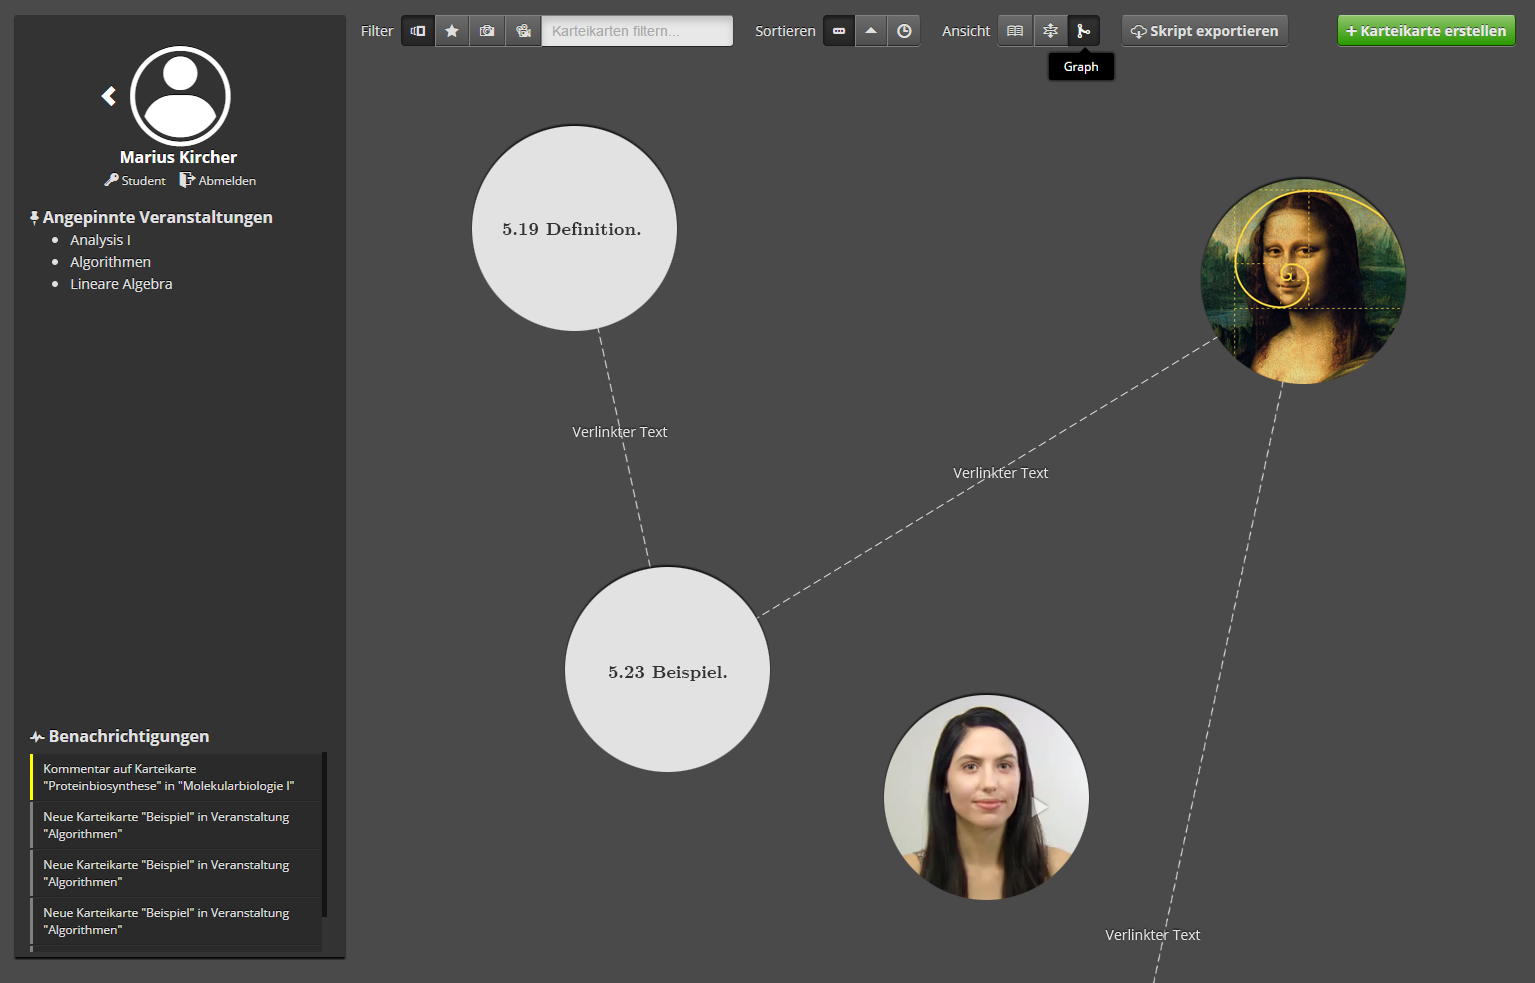 Filter
Karteikarten filtern...
Sortieren
Ansicht
Skript exportieren
+ Karteikarte erstellen
Graph
Marius Kircher
Student
Abmelden
Angepinnte Veranstaltungen
• Analysis I
• Algorithmen
• Lineare Algebra
5.19 Definition.
Verlinkter Text
Verlinkter Text
5.23 Beispiel.
Verlinkter Text
Benachrichtigungen
Kommentar auf Karteikarte
"Proteinbiosynthese" in "Molekularbiologie I"
Neue Karteikarte "Beispiel" in Veranstaltung
"Algorithmen"
Neue Karteikarte "Beispiel" in Veranstaltung
"Algorithmen"
Neue Karteikarte "Beispiel" in Veranstaltung
"Algorithmen"